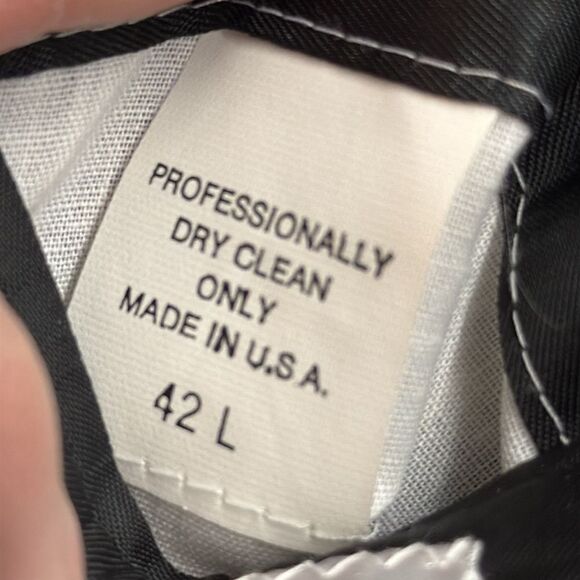 PROFESSIONALLY
DRY CLEAN
ONLY
MADE IN U.S.A.
42 L